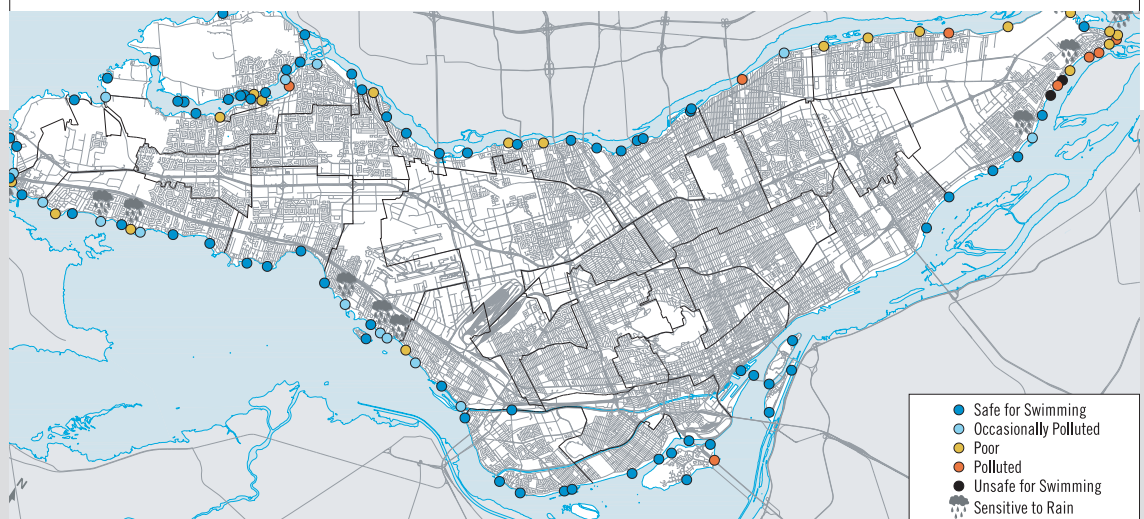 Safe for Swimming
Occasionally Polluted
Poor
Polluted
Unsafe for Swimming
Sensitive to Rain
N